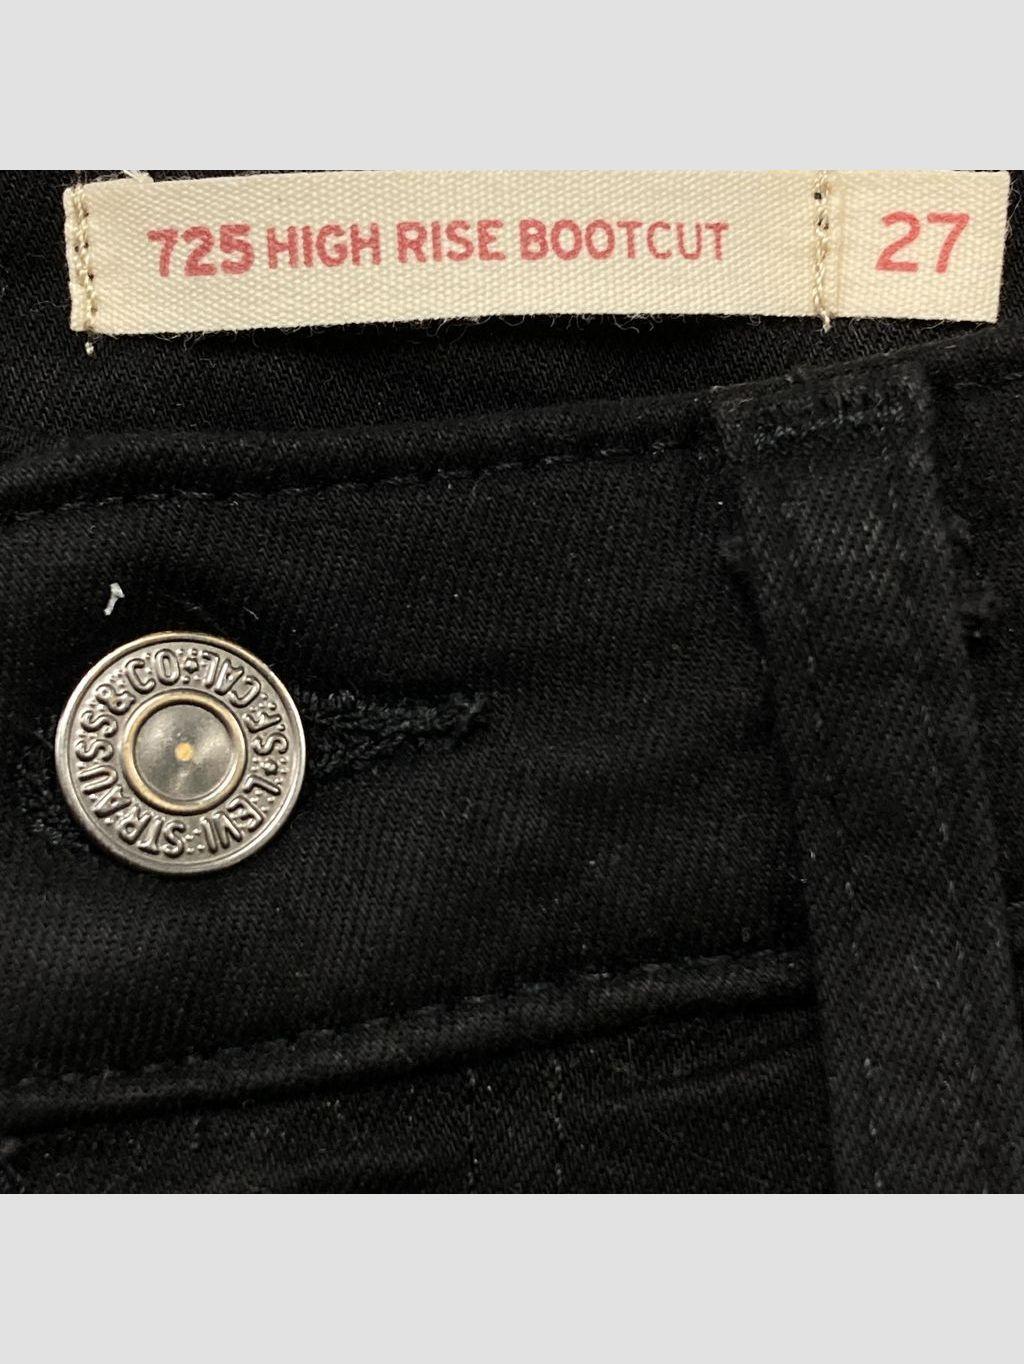 725 HIGH RISE BOOTCUT 27
LEVI STRAUSS & CO. S.F. CAL.